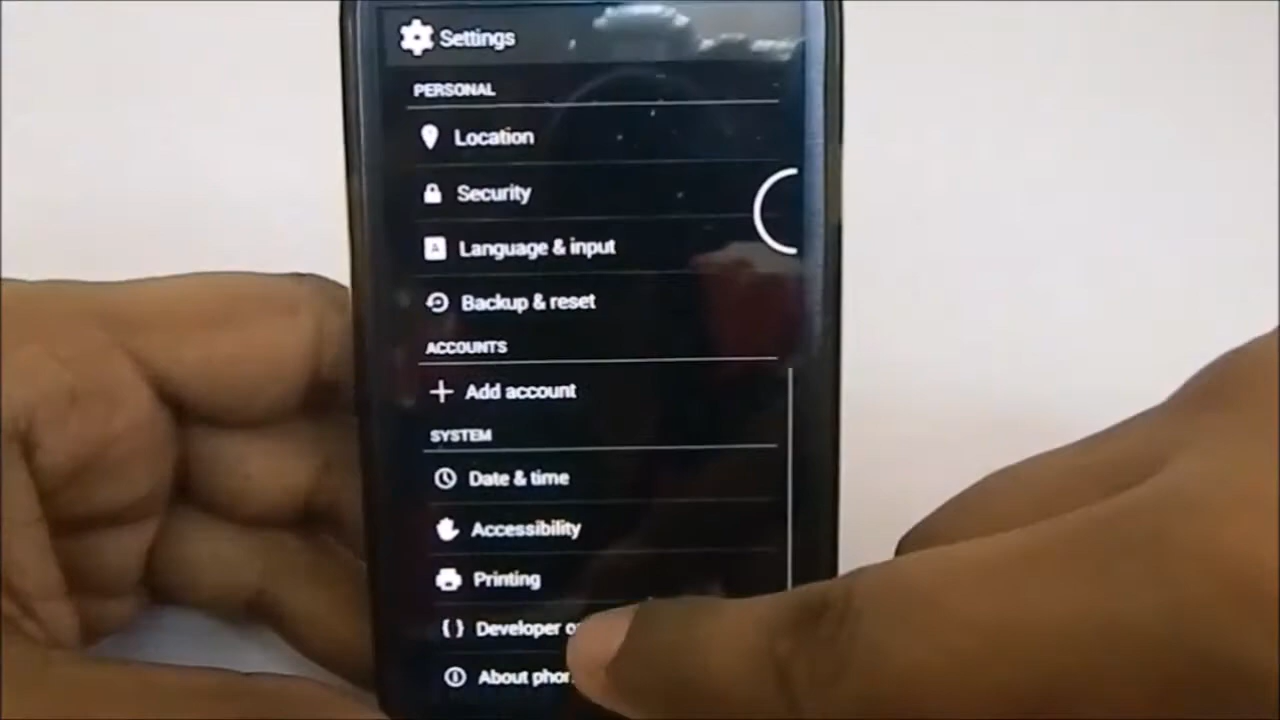 Settings
PERSONAL
Location
Security
Language & input
Backup & reset
ACCOUNTS
Add account
SYSTEM
Date & time
Accessibility
Printing
Developer
About